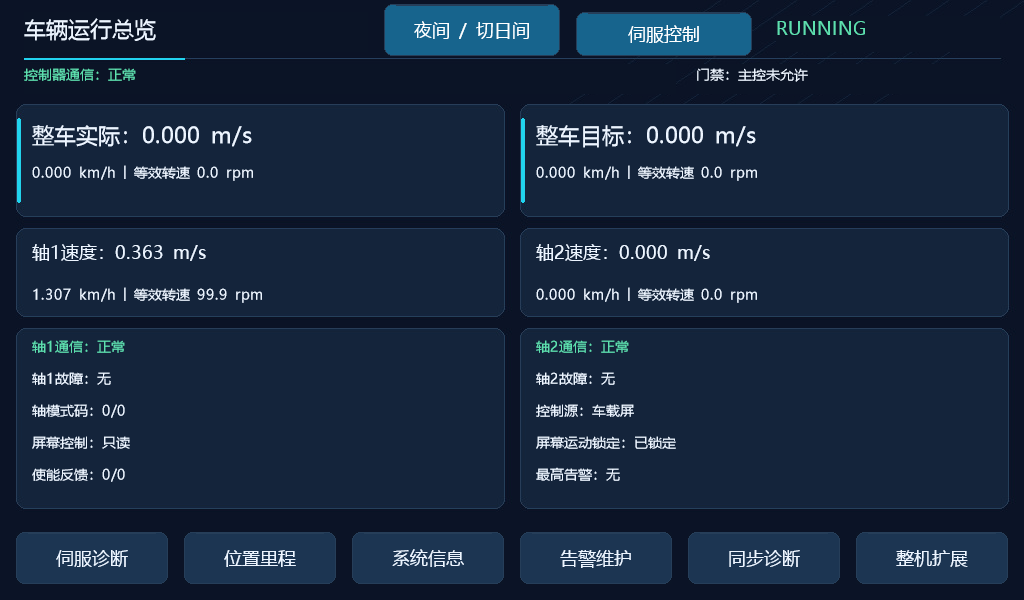 车辆运行总览
夜间 / 切日间
伺服控制
RUNNING
控制器通信：正常
门禁：主控未允许
整车实际：0.000 m/s
0.000 km/h | 等效转速 0.0 rpm
整车目标：0.000 m/s
0.000 km/h | 等效转速 0.0 rpm
轴1速度：0.363 m/s
1.307 km/h | 等效转速 99.9 rpm
轴2速度：0.000 m/s
0.000 km/h | 等效转速 0.0 rpm
轴1通信：正常
轴1故障：无
轴模式码：0/0
屏幕控制：只读
使能反馈：0/0
轴2通信：正常
轴2故障：无
控制源：车载屏
屏幕运动锁定：已锁定
最高告警：无
伺服诊断
位置里程
系统信息
告警维护
同步诊断
整机扩展